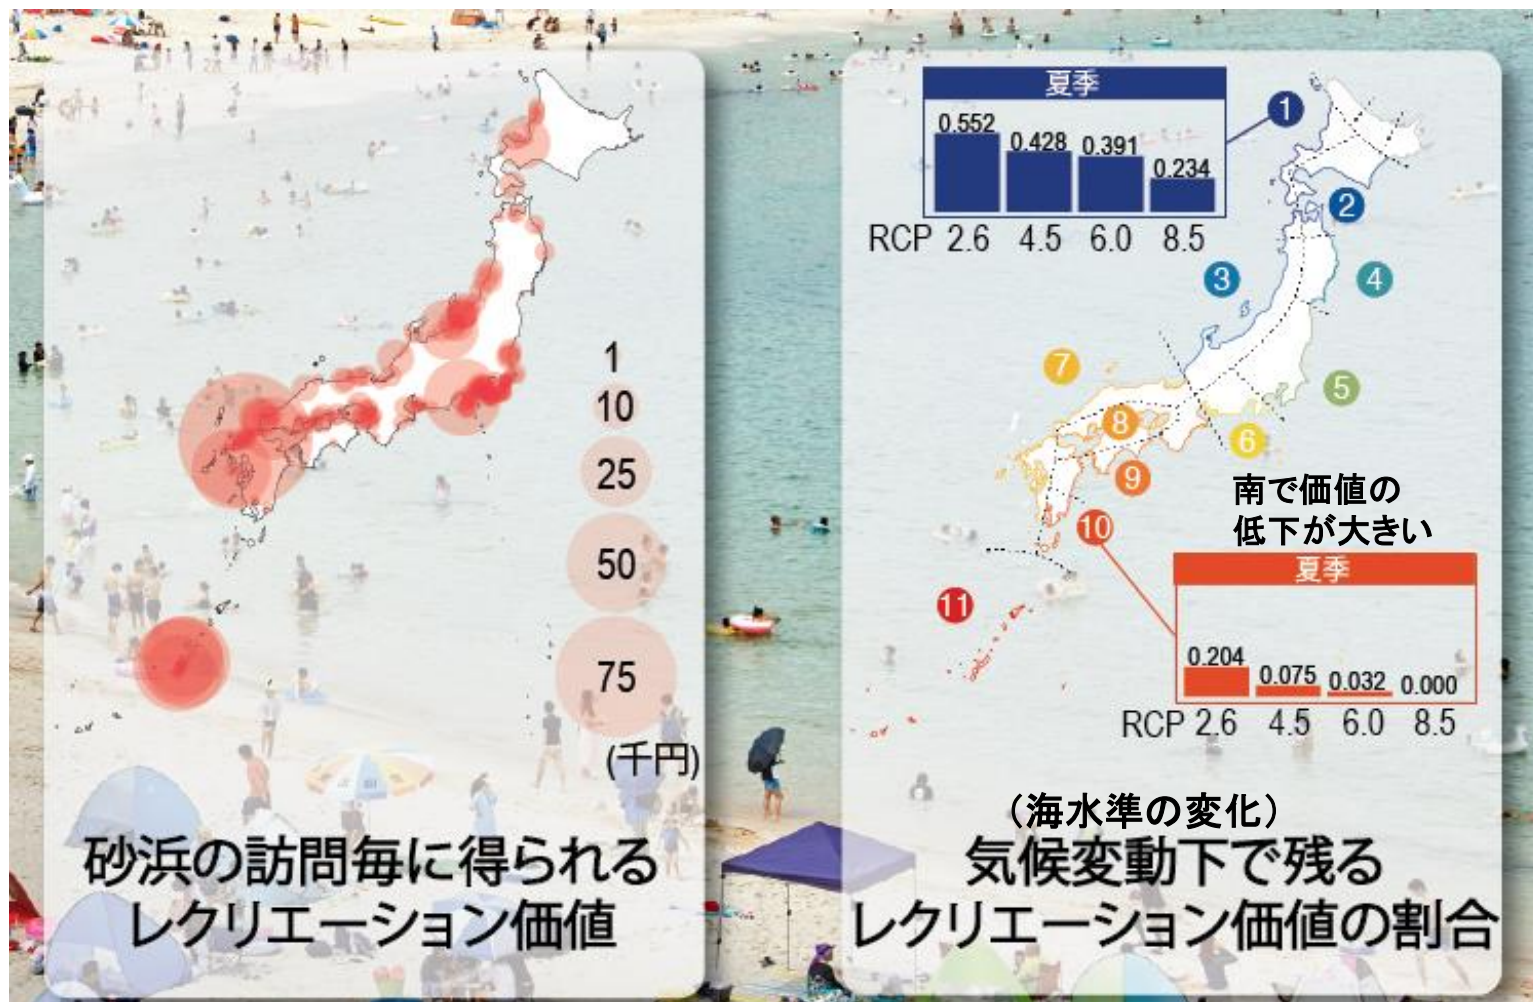 1
10
25
50
75
(千円)
砂浜の訪問毎に得られる
レクリエーション価値
夏季
0.552
0.428
0.391
0.234
RCP 2.6 4.5 6.0 8.5
1
2
3
4
5
6
7
8
9
10
11
南で価値の
低下が大きい
夏季
0.204
0.075
0.032
0.000
RCP 2.6 4.5 6.0 8.5
(海水準の変化)
気候変動下で残る
レクリエーション価値の割合